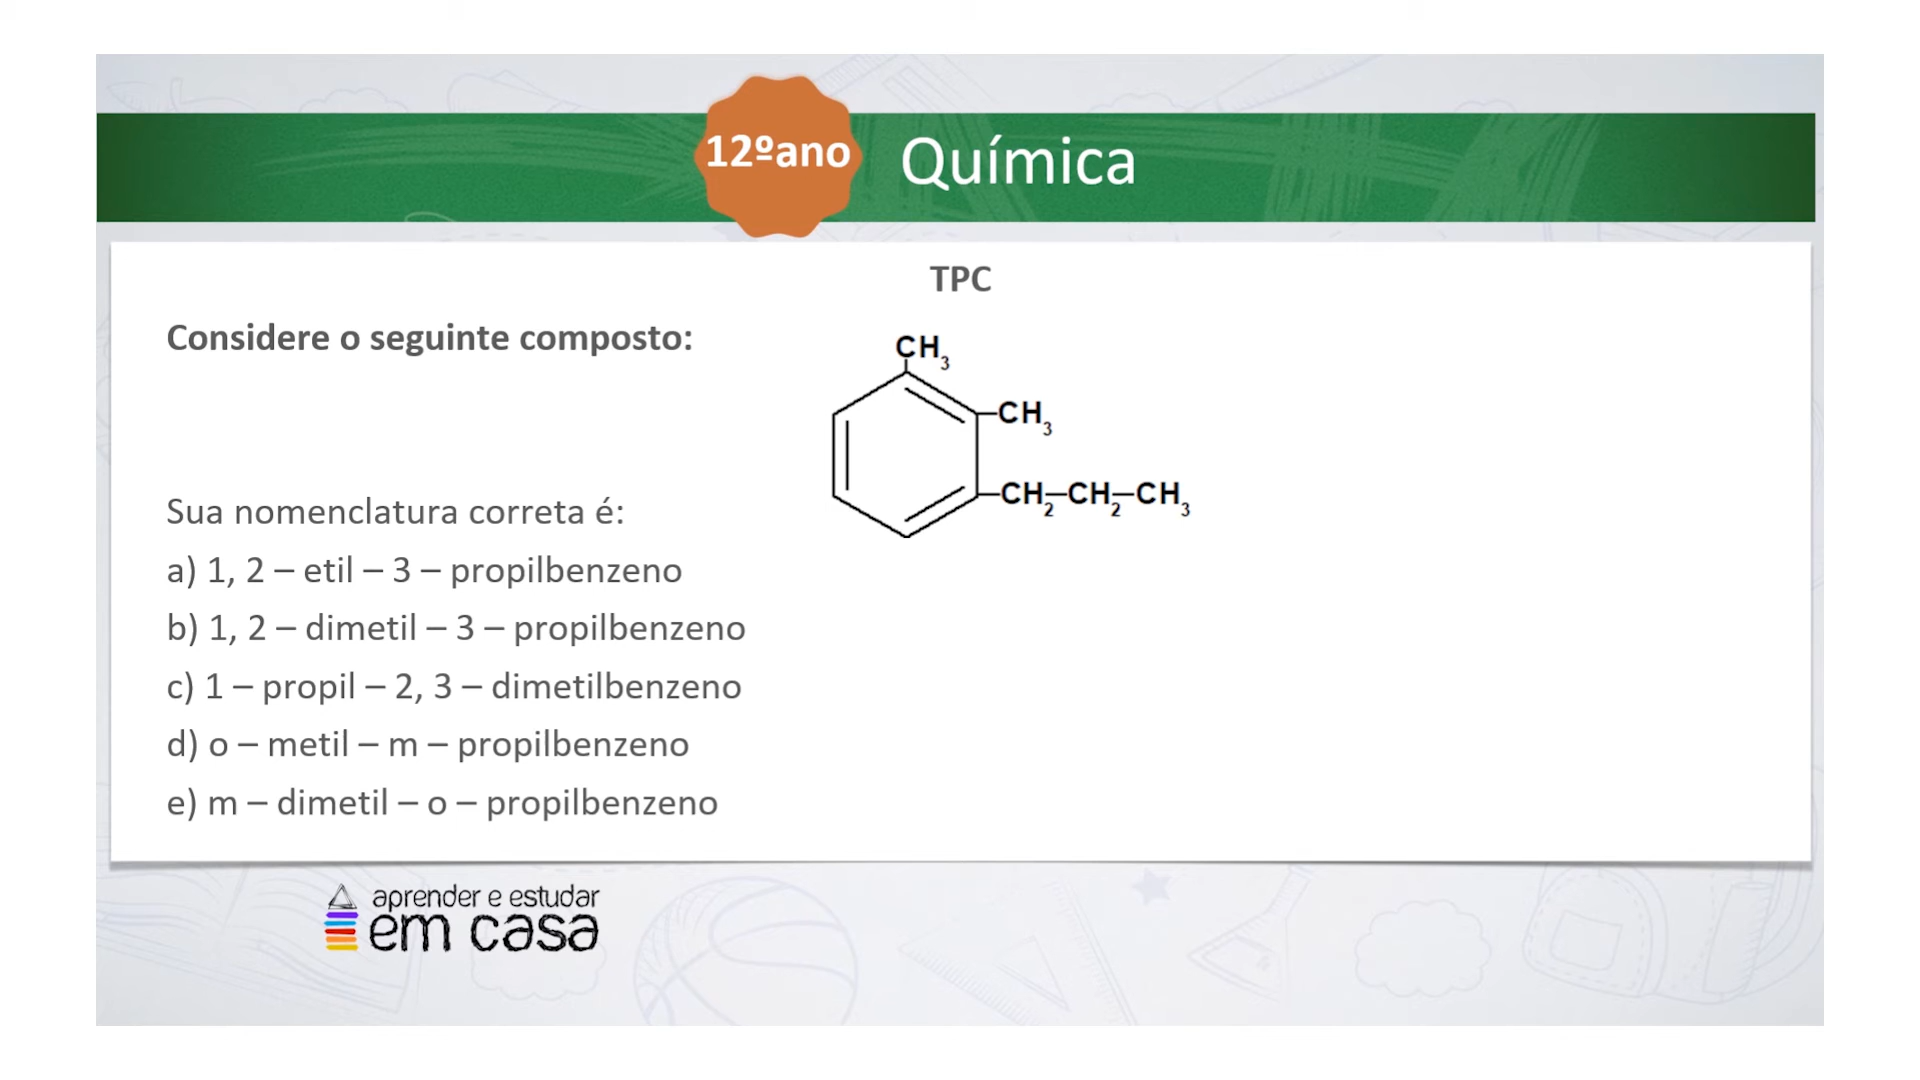 12ºano
Química
TPC
Considere o seguinte composto:
CH3
CH3
CH2–CH2–CH3
Sua nomenclatura correta é:
a) 1, 2 – etil – 3 – propilbenzeno
b) 1, 2 – dimetil – 3 – propilbenzeno
c) 1 – propil – 2, 3 – dimetilbenzeno
d) o – metil – m – propilbenzeno
e) m – dimetil – o – propilbenzeno
aprender e estudar
em casa